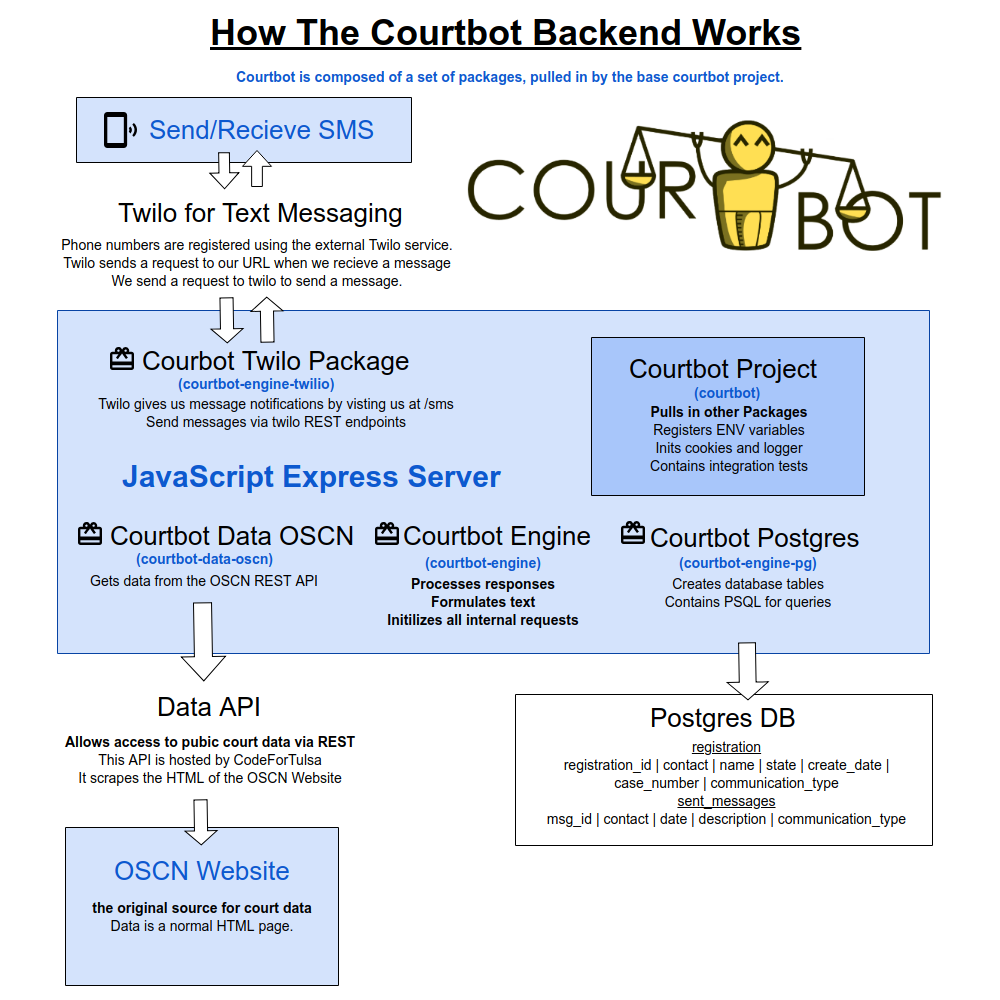 How The Courtbot Backend Works
Courtbot is composed of a set of packages, pulled in by the base courtbot project.
Send/Recieve SMS
COURTBOT
Twilo for Text Messaging
Phone numbers are registered using the external Twilo service.
Twilo sends a request to our URL when we recieve a message
We send a request to twilo to send a message.
Courbot Twilo Package
(courtbot-engine-twilio)
Twilo gives us message notifications by visting us at /sms
Send messages via twilo REST endpoints
Courtbot Project
(courtbot)
Pulls in other Packages
Registers ENV variables
Inits cookies and logger
Contains integration tests
JavaScript Express Server
Courtbot Data OSCN
(courtbot-data-oscn)
Gets data from the OSCN REST API
Courtbot Engine
(courtbot-engine)
Processes responses
Formulates text
Initilizes all internal requests
Courtbot Postgres
(courtbot-engine-pg)
Creates database tables
Contains PSQL for queries
Data API
Allows access to pubic court data via REST
This API is hosted by CodeForTulsa
It scrapes the HTML of the OSCN Website
Postgres DB
registration
registration_id | contact | name | state | create_date |
case_number | communication_type
sent_messages
msg_id | contact | date | description | communication_type
OSCN Website
the original source for court data
Data is a normal HTML page.